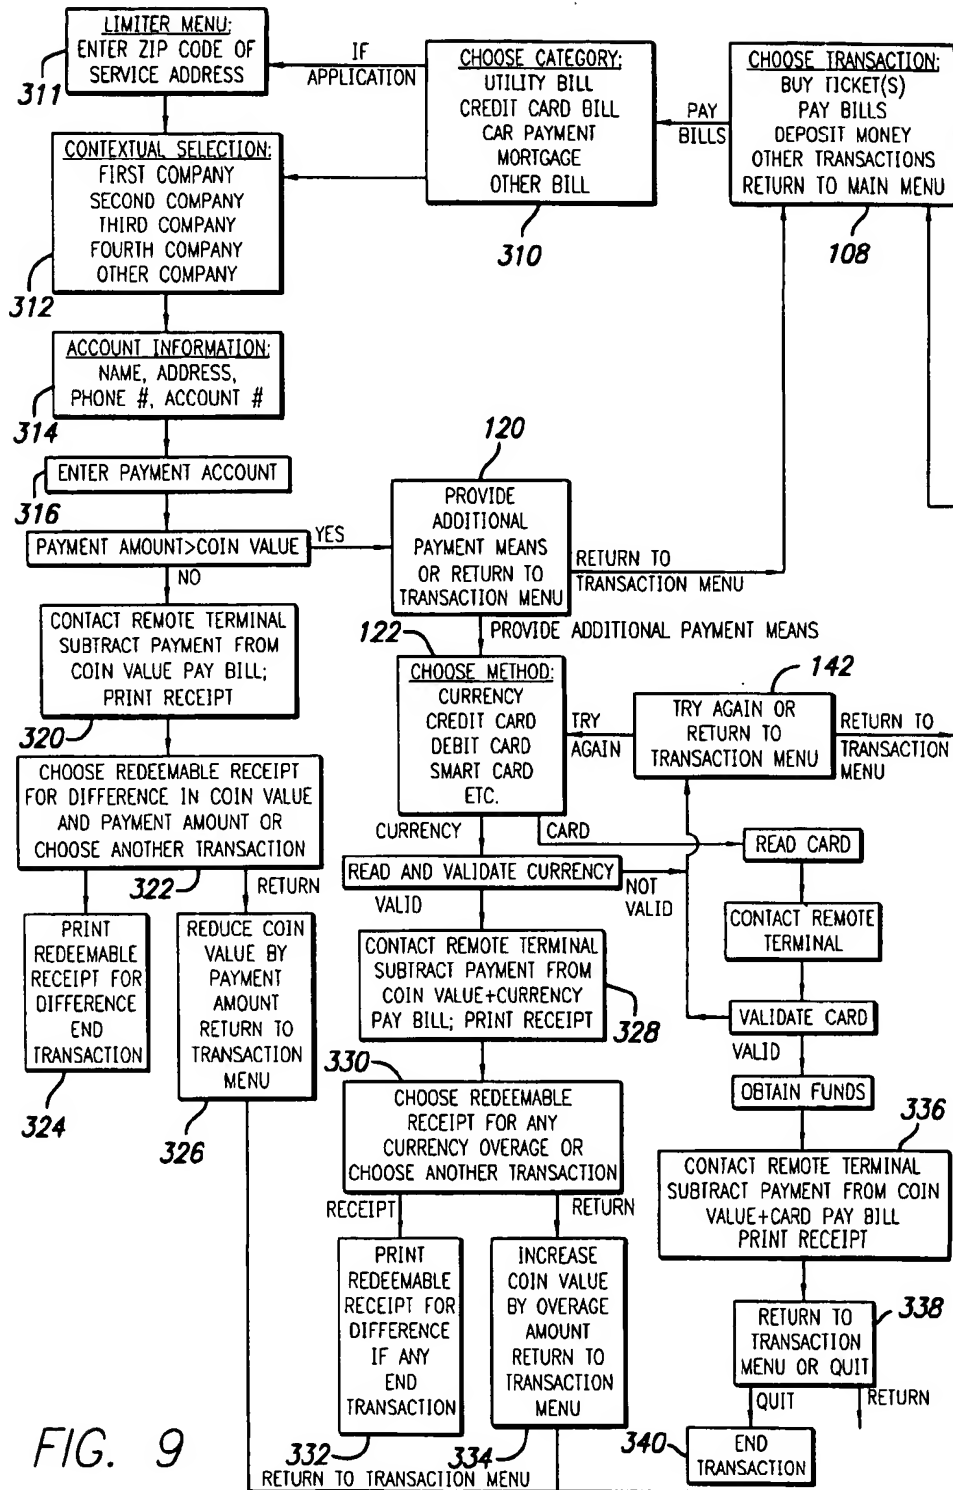 LIMITER MENU:
ENTER ZIP CODE OF
SERVICE ADDRESS
311
IF
APPLICATION
CHOOSE CATEGORY:
UTILITY BILL
CREDIT CARD BILL
CAR PAYMENT
MORTGAGE
OTHER BILL
310
PAY
BILLS
CHOOSE TRANSACTION:
BUY TICKET(S)
PAY BILLS
DEPOSIT MONEY
OTHER TRANSACTIONS
RETURN TO MAIN MENU
108
CONTEXTUAL SELECTION:
FIRST COMPANY
SECOND COMPANY
THIRD COMPANY
FOURTH COMPANY
OTHER COMPANY
312
ACCOUNT INFORMATION:
NAME, ADDRESS,
PHONE #, ACCOUNT #
314
ENTER PAYMENT ACCOUNT
316
PAYMENT AMOUNT>COIN VALUE
YES
NO
120
PROVIDE
ADDITIONAL
PAYMENT MEANS
OR RETURN TO
TRANSACTION MENU
RETURN TO
TRANSACTION MENU
PROVIDE ADDITIONAL PAYMENT MEANS
CONTACT REMOTE TERMINAL
SUBTRACT PAYMENT FROM
COIN VALUE PAY BILL;
PRINT RECEIPT
320
122
CHOOSE METHOD:
CURRENCY
CREDIT CARD
DEBIT CARD
SMART CARD
ETC.
TRY
AGAIN
142
TRY AGAIN OR
RETURN TO
TRANSACTION MENU
RETURN TO
TRANSACTION
MENU
CHOOSE REDEEMABLE RECEIPT
FOR DIFFERENCE IN COIN VALUE
AND PAYMENT AMOUNT OR
CHOOSE ANOTHER TRANSACTION
322
RETURN
CURRENCY
CARD
READ AND VALIDATE CURRENCY
NOT
VALID
VALID
READ CARD
CONTACT REMOTE
TERMINAL
VALIDATE CARD
VALID
OBTAIN FUNDS
PRINT
REDEEMABLE
RECEIPT FOR
DIFFERENCE
END
TRANSACTION
324
REDUCE COIN
VALUE BY
PAYMENT
AMOUNT
RETURN TO
TRANSACTION
MENU
326
CONTACT REMOTE TERMINAL
SUBTRACT PAYMENT FROM
COIN VALUE+CURRENCY
PAY BILL; PRINT RECEIPT
328
330
CHOOSE REDEEMABLE
RECEIPT FOR ANY
CURRENCY OVERAGE OR
CHOOSE ANOTHER TRANSACTION
RECEIPT
RETURN
336
CONTACT REMOTE TERMINAL
SUBTRACT PAYMENT FROM COIN
VALUE+CARD PAY BILL
PRINT RECEIPT
PRINT
REDEEMABLE
RECEIPT FOR
DIFFERENCE
IF ANY
END
TRANSACTION
332
INCREASE
COIN VALUE
BY OVERAGE
AMOUNT
RETURN TO
TRANSACTION
MENU
334
RETURN TO
TRANSACTION
MENU OR QUIT
338
QUIT
RETURN
340
END
TRANSACTION
FIG. 9
RETURN TO TRANSACTION MENU